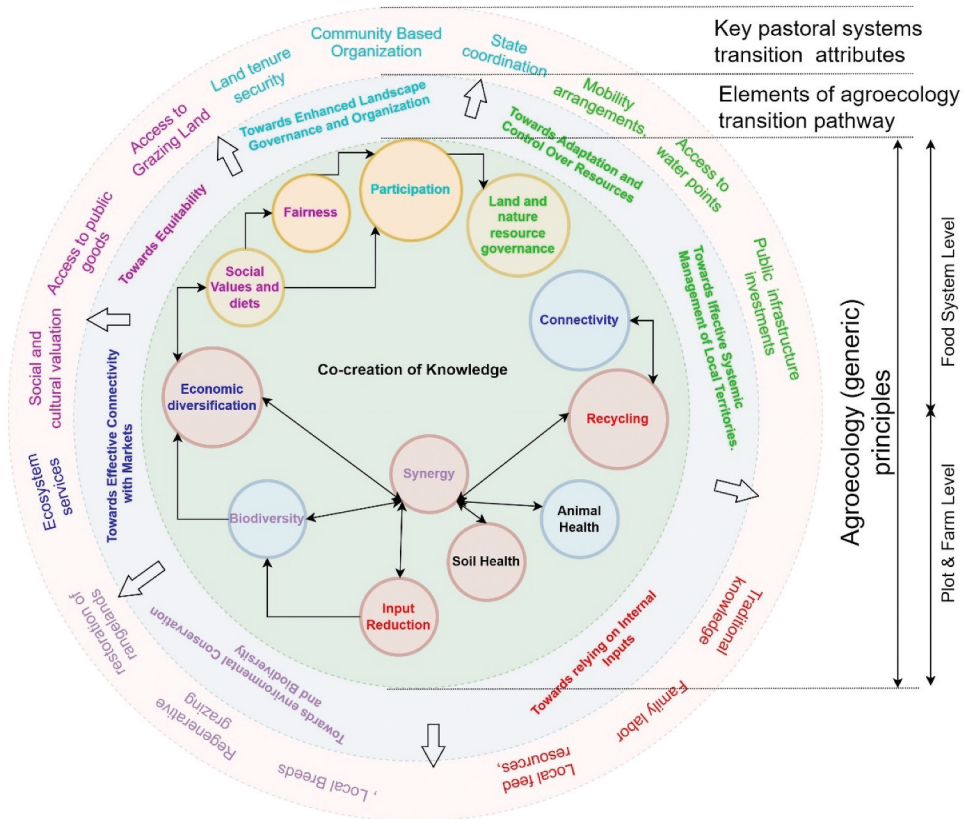 Key pastoral systems
transition attributes
Elements of agroecology
transition pathway
Community Based
Organization
State
coordination
Land tenure
security
Mobility
arrangements,
Access to
water points
Access to
Grazing Land
Access to public
goods
Public infrastructure
investments
Social and
cultural valuation
Ecosystem
services
restoration of
rangelands
Regenerative
grazing
, Local Breeds
Local feed
resources,
Family labor
Traditional
knowledge
Towards Enhanced Landscape
Governance and Organization
Towards Adaptation and
Control Over Resources
Towards Equitability
Towards Iffective Systemic
Management of Local Territories.
Towards Effective Connectivity
with Markets
Towards environmental Conservation
and Biodiversity
Towards relying on Internal
Inputs
Participation
Fairness
Land and
nature
resource
governance
Social
Values and
diets
Connectivity
Co-creation of Knowledge
Economic
diversification
Recycling
Synergy
Biodiversity
Animal
Health
Soil Health
Input
Reduction
Agroecology (generic)
principles
Food System Level
Plot & Farm Level